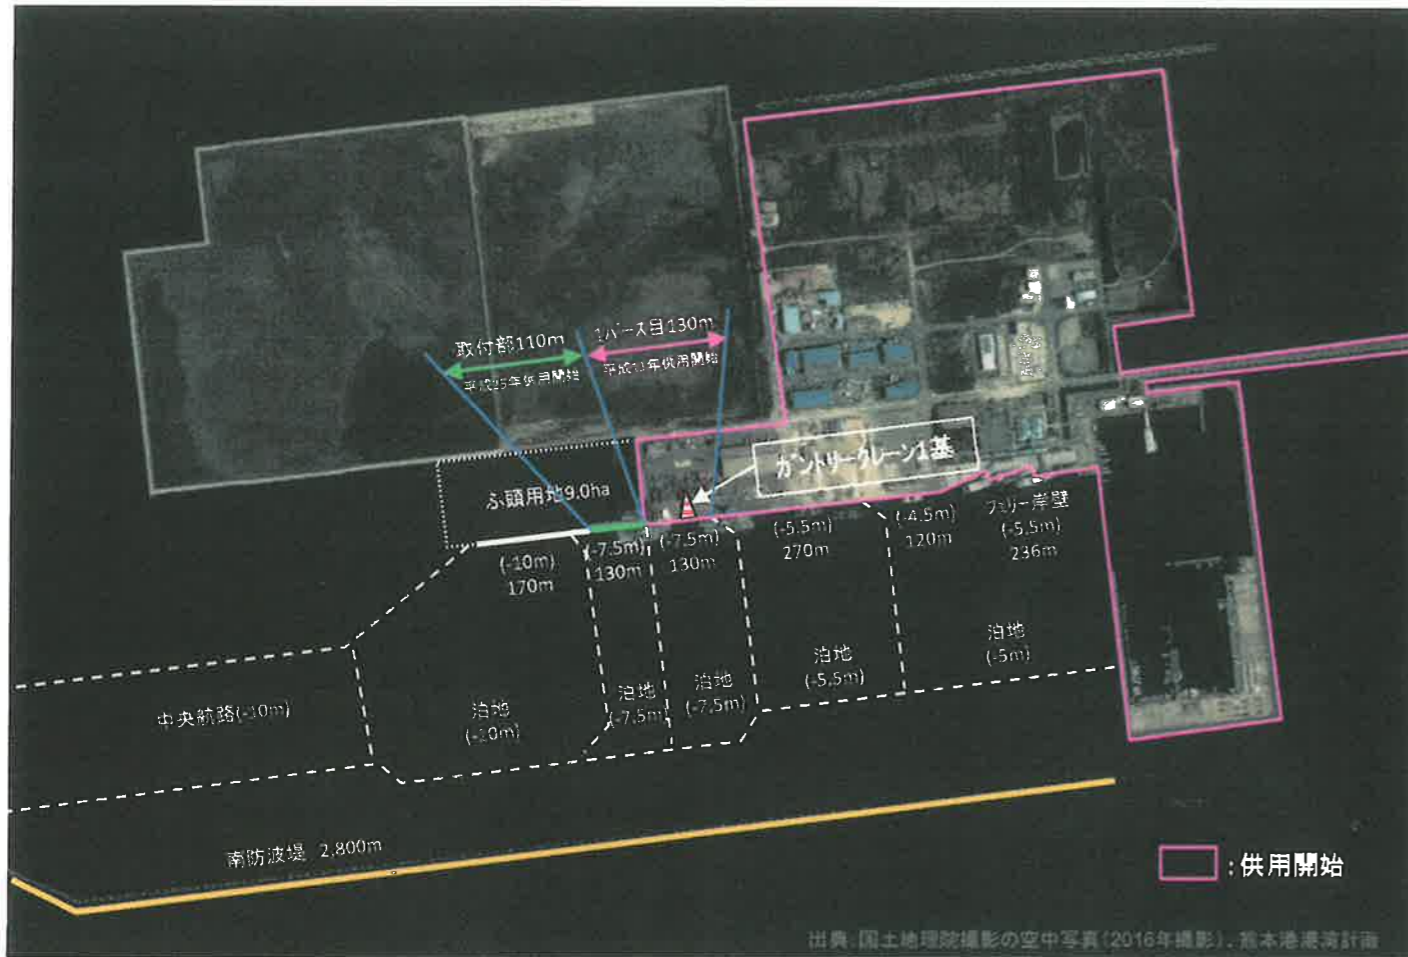 取付部110m
平成25年供用開始
1バース目130m
平成11年供用開始
ガントリークレーン1基
ふ頭用地9.0ha
(-10m)
170m
(-7.5m)
130m
(-7.5m)
130m
(-5.5m)
270m
(-4.5m)
120m
フェリー岸壁
(-5.5m)
236m
中央航路(-10m)
泊地
(-10m)
泊地
(-7.5m)
泊地
(-7.5m)
泊地
(-5.5m)
泊地
(-5m)
南防波堤 2,800m
:供用開始
出典:国土地理院撮影の空中写真(2016年撮影)、熊本港港湾計画